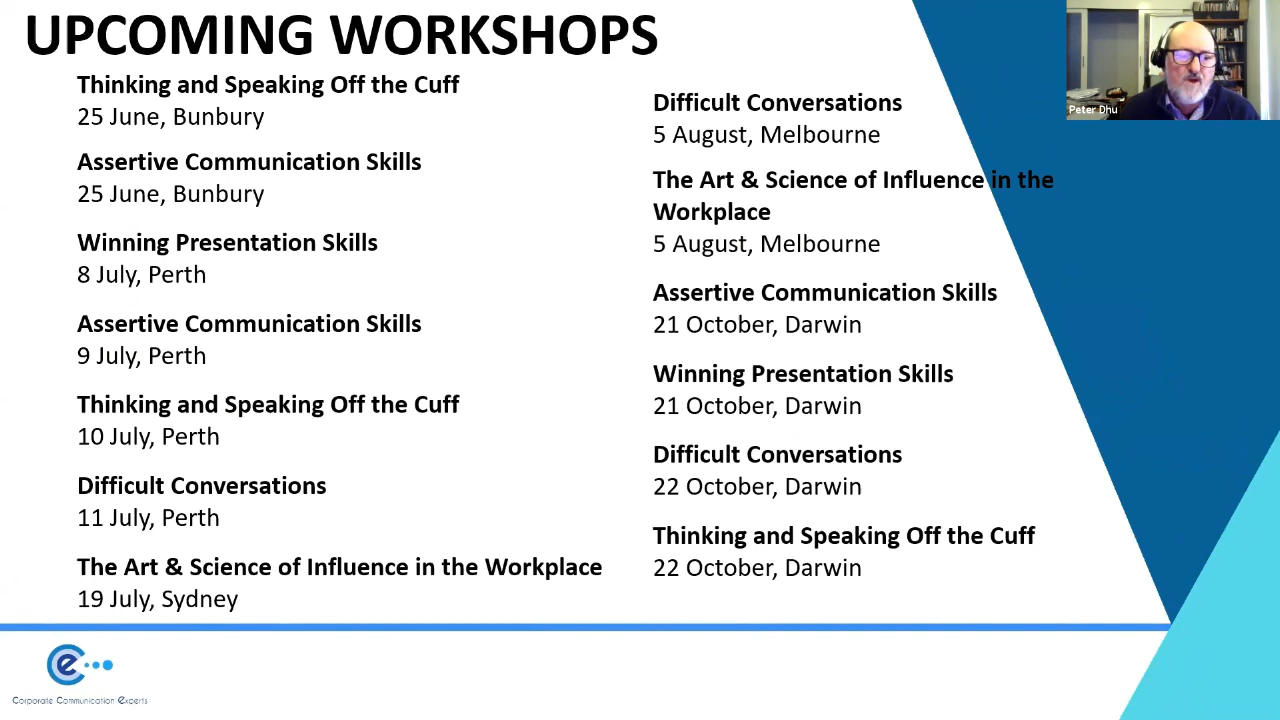 UPCOMING WORKSHOPS
Thinking and Speaking Off the Cuff
25 June, Bunbury
Assertive Communication Skills
25 June, Bunbury
Winning Presentation Skills
8 July, Perth
Assertive Communication Skills
9 July, Perth
Thinking and Speaking Off the Cuff
10 July, Perth
Difficult Conversations
11 July, Perth
The Art & Science of Influence in the Workplace
19 July, Sydney
Difficult Conversations
5 August, Melbourne
The Art & Science of Influence in the
Workplace
5 August, Melbourne
Assertive Communication Skills
21 October, Darwin
Winning Presentation Skills
21 October, Darwin
Difficult Conversations
22 October, Darwin
Thinking and Speaking Off the Cuff
22 October, Darwin
Peter Dhu
Corporate Communication Experts